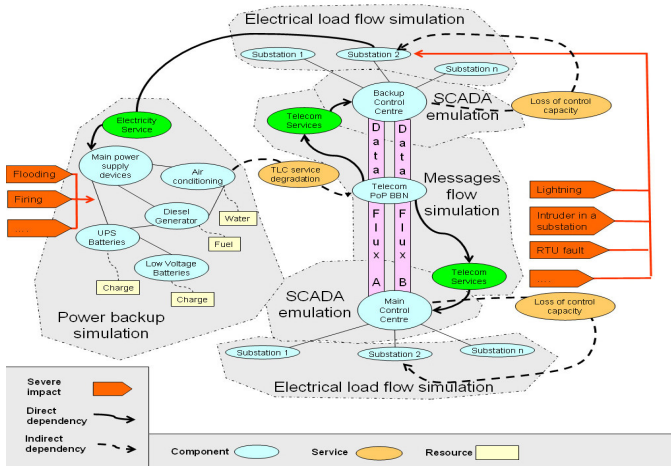 Electrical load flow simulation
Substation 1
Substation 2
Substation n
Backup
Control
Centre
SCADA
emulation
Loss of control
capacity
Telecom
Services
Electricity
Service
Main power
supply
devices
Air
conditioning
Flooding
Firing
....
TLC service
degradation
Data Flux A
Data Flux B
Telecom
PoP BBN
Messages
flow
simulation
Lightning
Intruder in a
substation
RTU fault
....
Diesel
Generator
Water
Fuel
UPS
Batteries
Low Voltage
Batteries
Charge
Charge
Power backup
simulation
Telecom
Services
SCADA
emulation
Main
Control
Centre
Loss of control
capacity
Substation 1
Substation 2
Substation n
Electrical load flow simulation
Severe
impact
Direct
dependency
Indirect
dependency
Component
Service
Resource